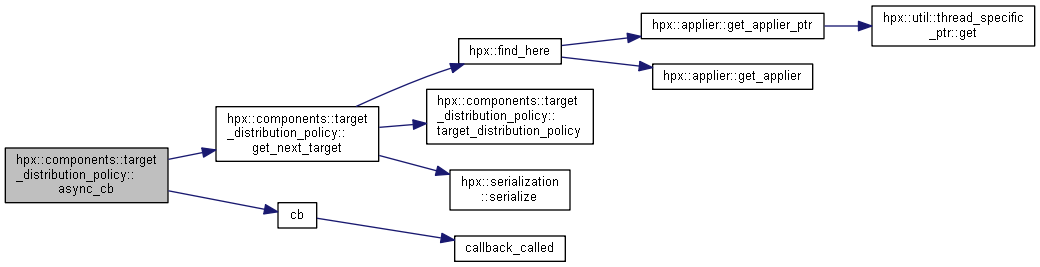 hpx::components::target
_distribution_policy::
async_cb
hpx::components::target
_distribution_policy::
get_next_target
cb
hpx::find_here
hpx::components::target
_distribution_policy::
target_distribution_policy
hpx::serialization
::serialize
callback_called
hpx::applier::get_applier_ptr
hpx::applier::get_applier
hpx::util::thread_specific
_ptr::get